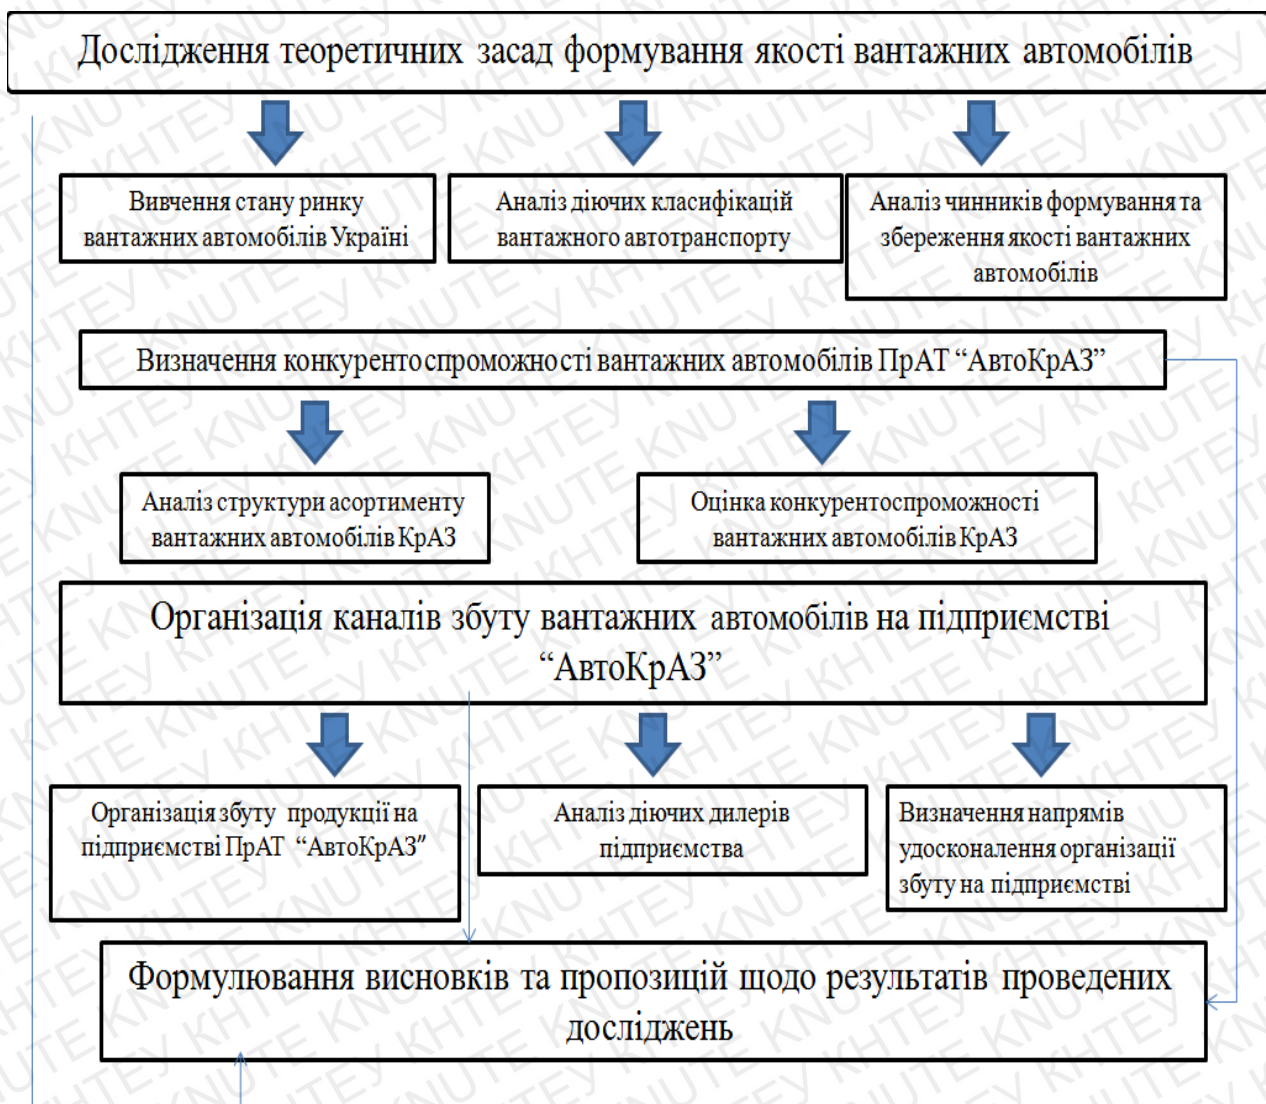 Дослідження теоретичних засад формування якості вантажних автомобілів
Вивчення стану ринку
вантажних автомобілів Україні
Аналіз діючих класифікацій
вантажного автотранспорту
Аналіз чинників формування та
збереження якості вантажних
автомобілів
Визначення конкурентоспроможності вантажних автомобілів ПрАТ “АвтоКрАЗ”
Аналіз структури асортименту
вантажних автомобілів КрАЗ
Оцінка конкурентоспроможності
вантажних автомобілів КрАЗ
Організація каналів збуту вантажних автомобілів на підприємстві
“АвтоКрАЗ”
Організація збуту продукції на
підприємстві ПрАТ “АвтоКрАЗ”
Аналіз діючих дилерів
підприємства
Визначення напрямів
удосконалення організації
збуту на підприємстві
Формулювання висновків та пропозицій щодо результатів проведених
досліджень